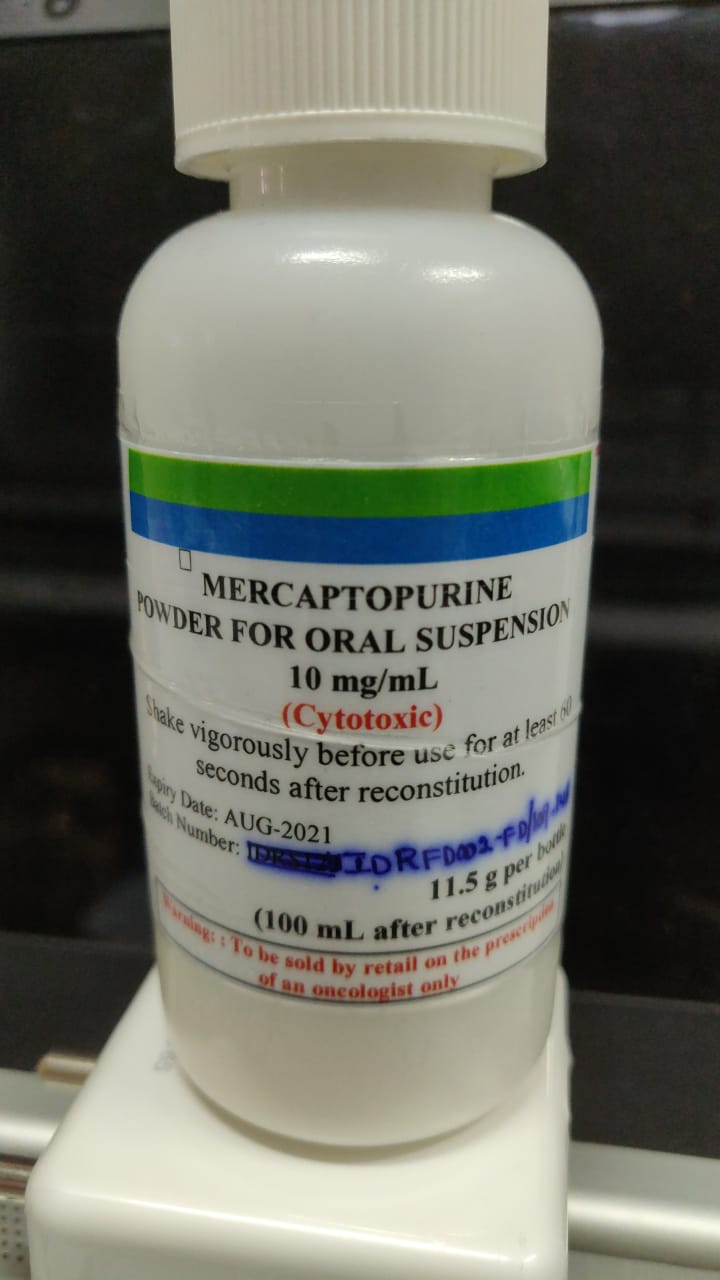 MERCAPTOPURINE
POWDER FOR ORAL SUSPENSION
10 mg/mL
(Cytotoxic)
Shake vigorously before use for at least 60
seconds after reconstitution.
Expiry Date: AUG-2021
Batch Number: IDRFD002-FD/
11.5 g per bottle
(100 mL after reconstitution)
Warning: : To be sold by retail on the prescription
of an oncologist only